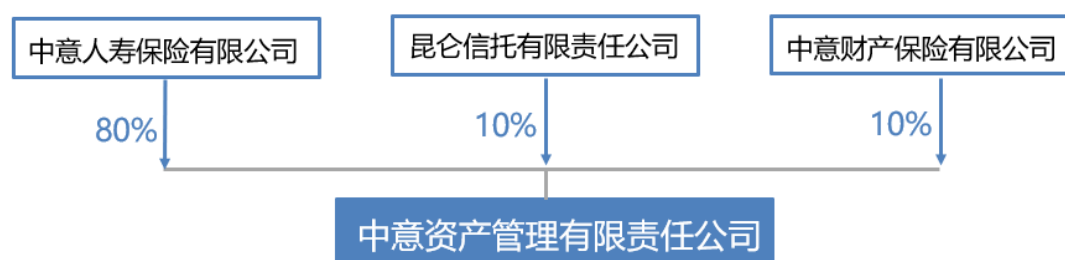 中意人寿保险有限公司
昆仑信托有限责任公司
中意财产保险有限公司
80%
10%
10%
中意资产管理有限责任公司